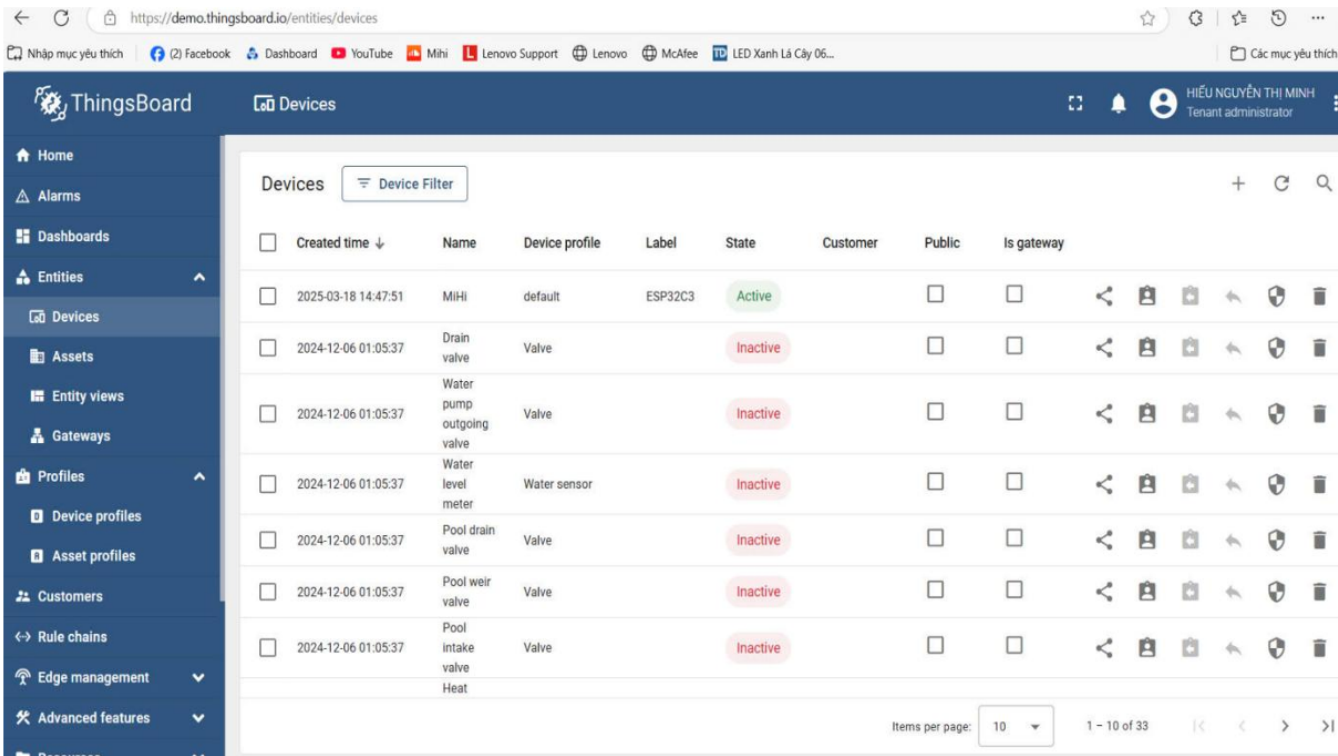 https://demo.thingsboard.io/entities/devices
Nhập mục yêu thích (2) Facebook Dashboard YouTube Mihi Lenovo Support Lenovo McAfee LED Xanh Lá Cây 06... Các mục yêu thích
ThingsBoard Devices HIẾU NGUYỄN THỊ MINH
Tenant administrator
Home
Alarms
Dashboards
Entities
Devices
Assets
Entity views
Gateways
Profiles
Device profiles
Asset profiles
Customers
Rule chains
Edge management
Advanced features
Devices Device Filter
Created time Name Device profile Label State Customer Public Is gateway
2025-03-18 14:47:51 MiHi default ESP32C3 Active
2024-12-06 01:05:37 Drain valve Valve Inactive
2024-12-06 01:05:37 Water pump outgoing valve Valve Inactive
2024-12-06 01:05:37 Water level meter Water sensor Inactive
2024-12-06 01:05:37 Pool drain valve Valve Inactive
2024-12-06 01:05:37 Pool weir valve Valve Inactive
2024-12-06 01:05:37 Pool intake valve Valve Inactive
Heat
Items per page: 10 1 – 10 of 33